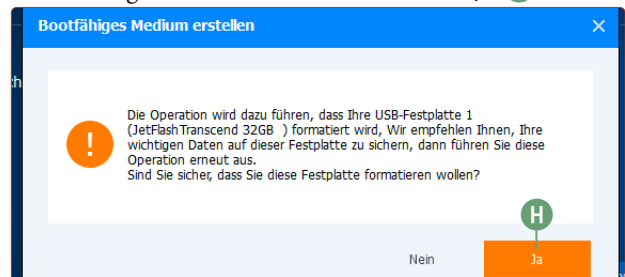 Bootfähiges Medium erstellen
Die Operation wird dazu führen, dass Ihre USB-Festplatte 1
(JetFlashTranscend 32GB ) formatiert wird, Wir empfehlen Ihnen, Ihre
wichtigen Daten auf dieser Festplatte zu sichern, dann führen Sie diese
Operation erneut aus.
Sind Sie sicher, dass Sie diese Festplatte formatieren wollen?
H
Nein Ja